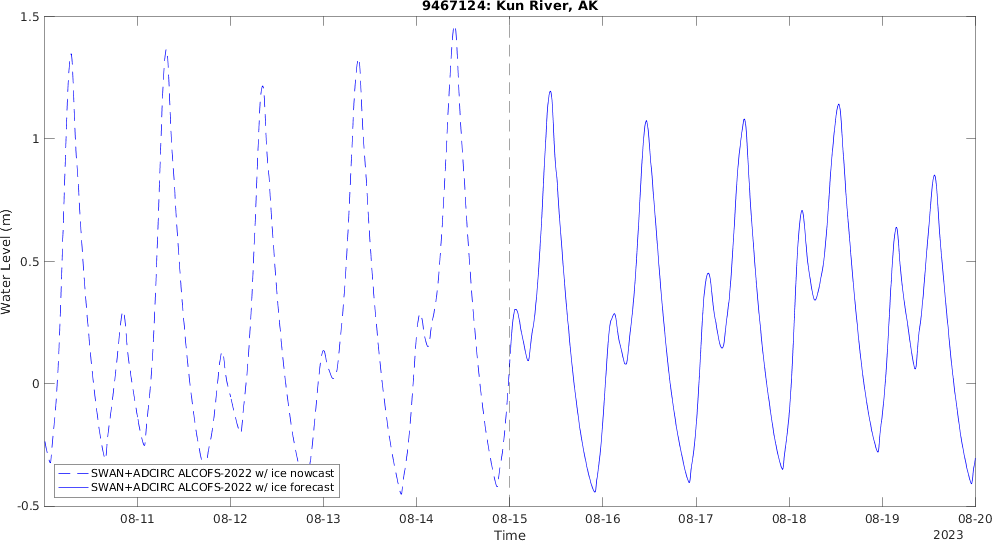 9467124: Kun River, AK
Water Level (m)
1.5
1
0.5
0
-0.5
SWAN+ADCIRC ALCOFS-2022 w/ ice nowcast
SWAN+ADCIRC ALCOFS-2022 w/ ice forecast
08-11 08-12 08-13 08-14 08-15 08-16 08-17 08-18 08-19 08-20
Time
2023